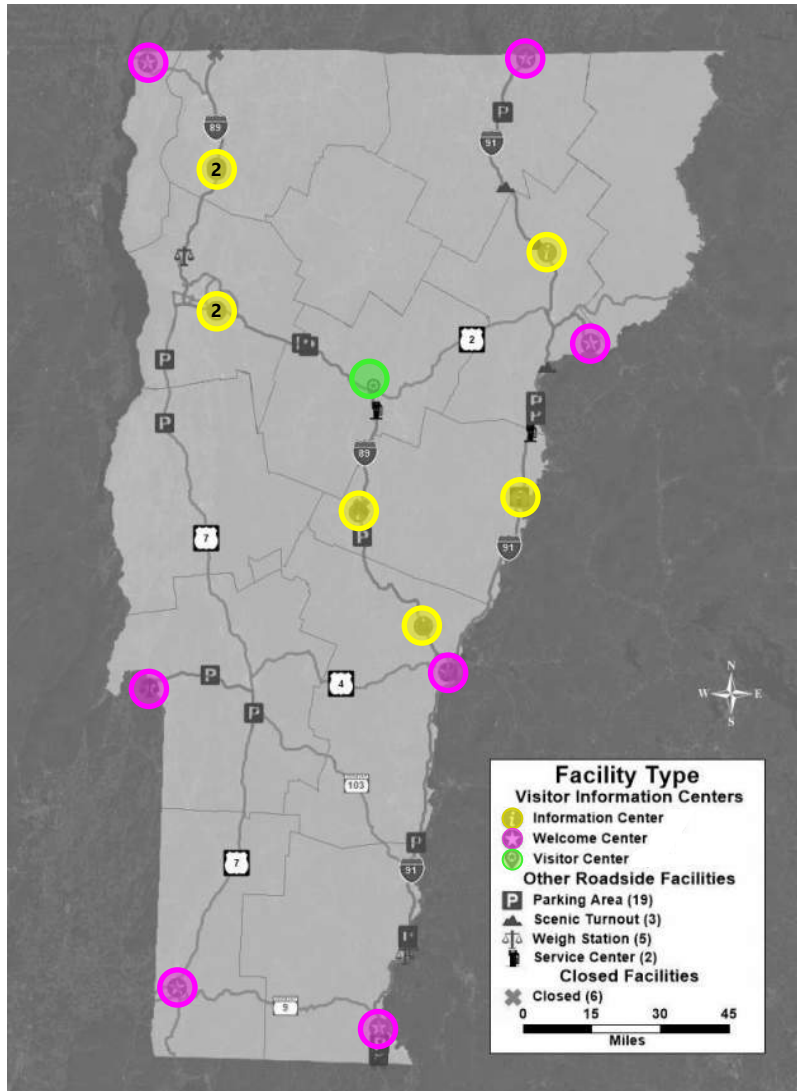 89
P
91
2
2
2
P P
P
P
P
P
89
7
P
91
N
W E
S
P
4
P
103
7
P
91
P
9
P
Facility Type
Visitor Information Centers
i Information Center
Welcome Center
Visitor Center
Other Roadside Facilities
P Parking Area (19)
Scenic Turnout (3)
Weigh Station (5)
Service Center (2)
Closed Facilities
Closed (6)
0 15 30 45
Miles